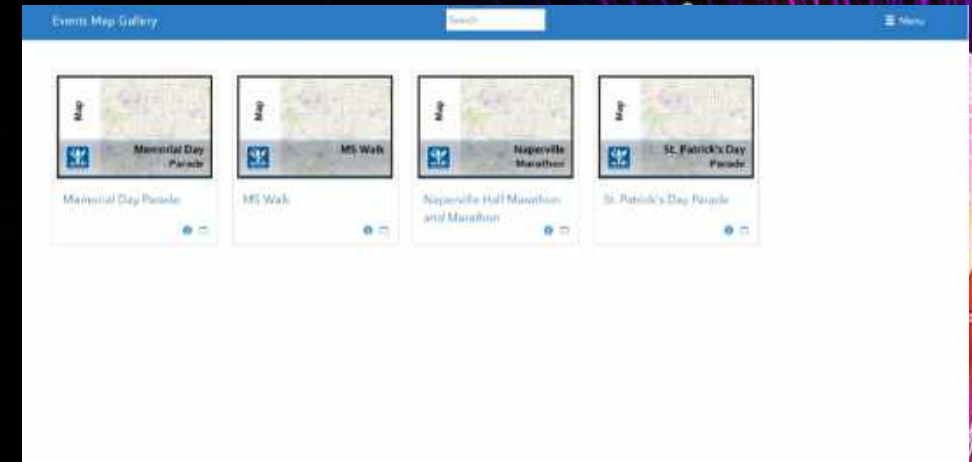 Events Map Gallery
Search
Menu
Map
Memorial Day
Parade
Memorial Day Parade
Map
MS Walk
MS Walk
Map
Naperville
Marathon
Naperville Half Marathon
and Marathon
Map
St. Patrick's Day
Parade
St. Patrick's Day Parade